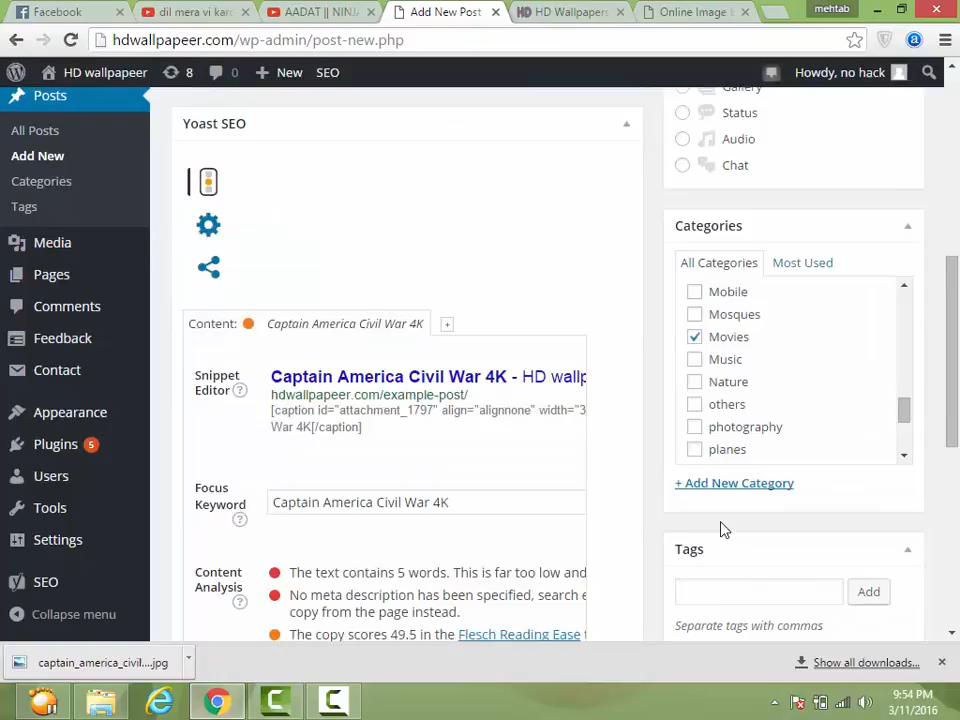 mehtab
Facebook
dil mera vi kar
AADAT || NINJ
Add New Post
HD Wallpapers
Online Image
hdwallpapeer.com/wp-admin/post-new.php
HD wallpaper 8 0 New SEO Howdy, no hack
Posts
All Posts
Add New
Categories
Tags
Media
Pages
Comments
Feedback
Contact
Appearance
Plugins 5
Users
Tools
Settings
SEO
Collapse menu
Yoast SEO
Content: Captain America Civil War 4K +
Snippet
Editor ?
Captain America Civil War 4K - HD wallp
hdwallpapeer.com/example-post/
[caption id="attachment_1797" align="alignnone" width="3
War 4K[/caption]
Focus
Keyword
?
Captain America Civil War 4K
Content
Analysis
?
The text contains 5 words. This is far too low and
No meta description has been specified, search e
copy from the page instead.
The copy scores 49.5 in the Flesch Reading Ease t
Gallery
Status
Audio
Chat
Categories
All Categories Most Used
Mobile
Mosques
Movies
Music
Nature
others
photography
planes
+ Add New Category
Tags
Add
Separate tags with commas
captain_america_civil....jpg
Show all downloads...
9:54 PM
3/11/2016